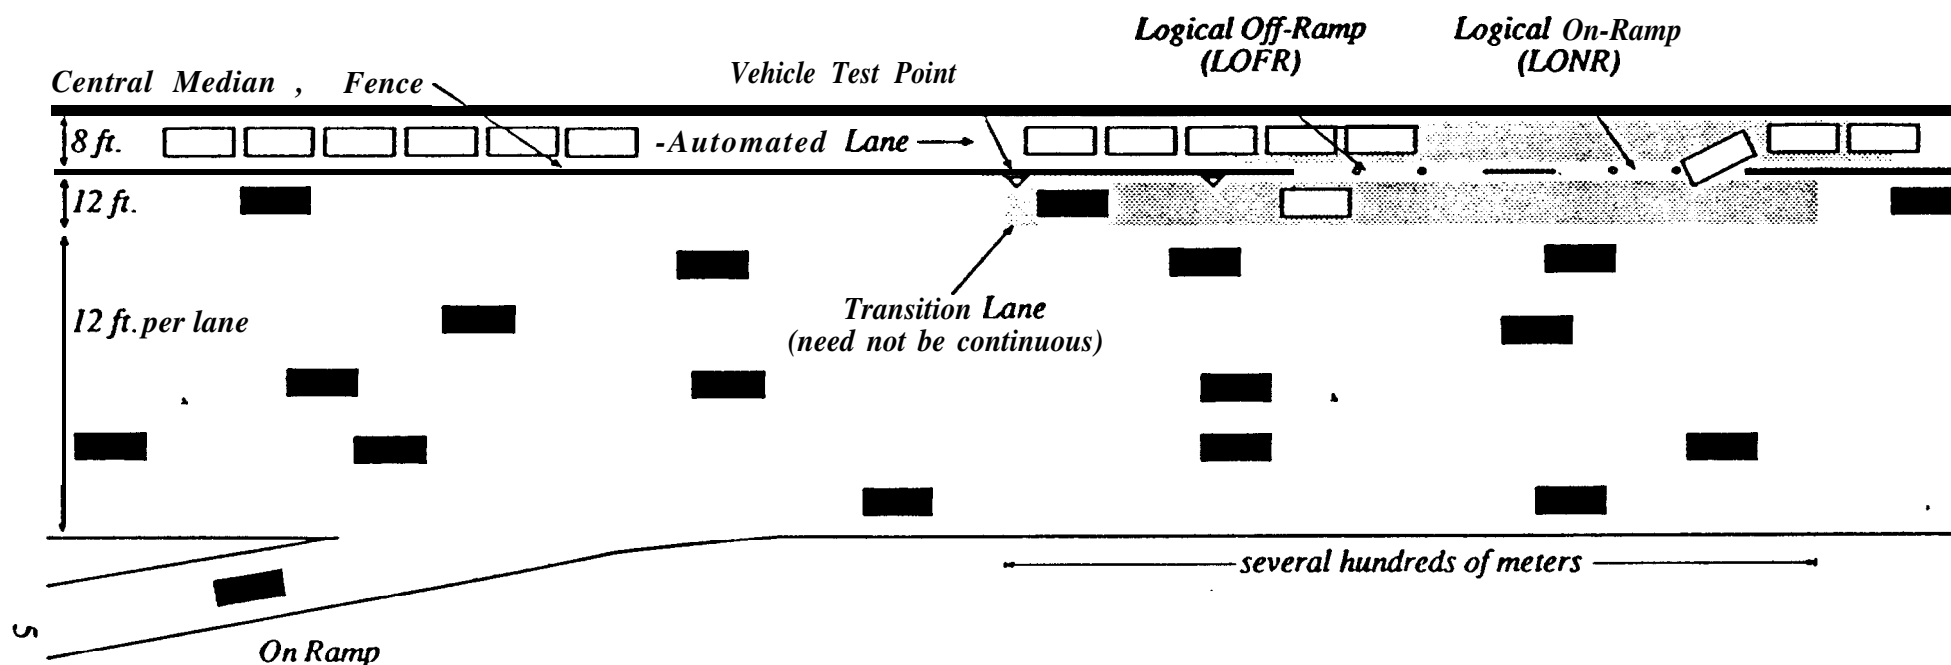 Logical Off-Ramp
(LOFR)
Logical On-Ramp
(LONR)
Central Median , Fence
Vehicle Test Point
8 ft.
-Automated Lane
12 ft.
12 ft. per lane
Transition Lane
(need not be continuous)
several hundreds of meters
5
On Ramp